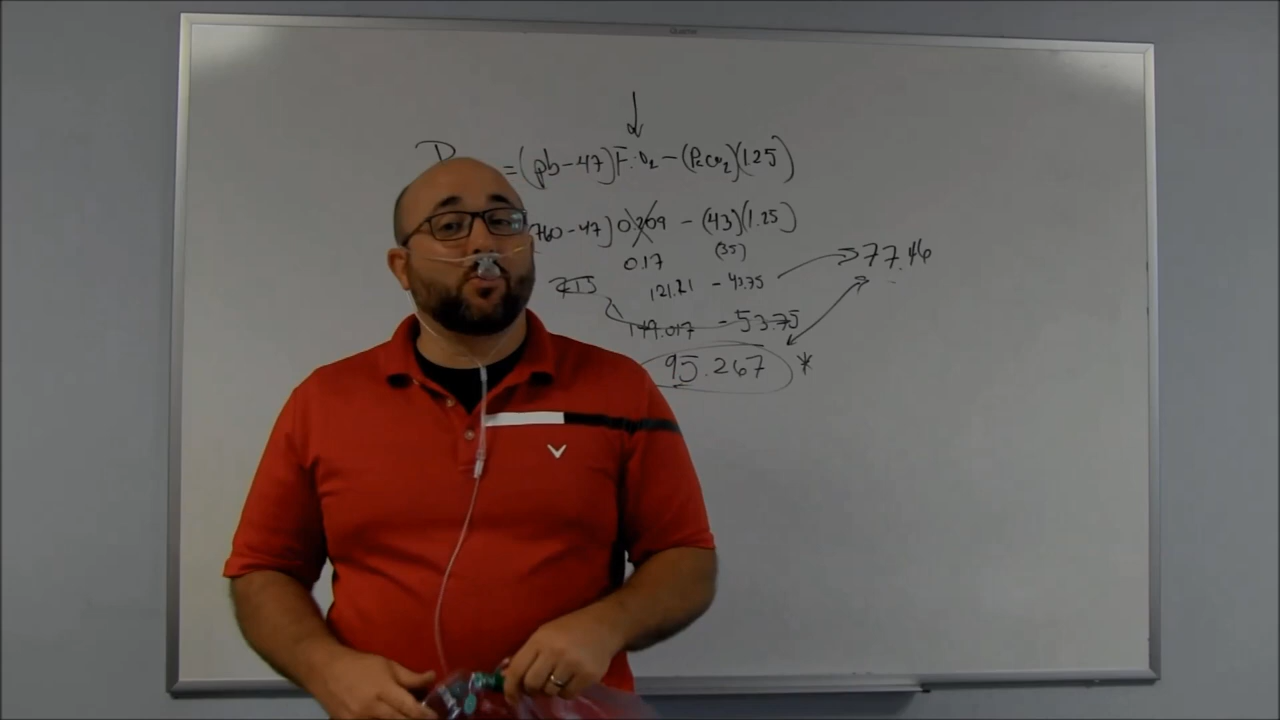 Quartet
P = (pb-47)FiO2 - (PaCO2)(1.25)
760-47) 0.209 - (43)(1.25)
0.17 (35)
121.21 - 43.75 77.46
149.017 - 53.75
95.267 *